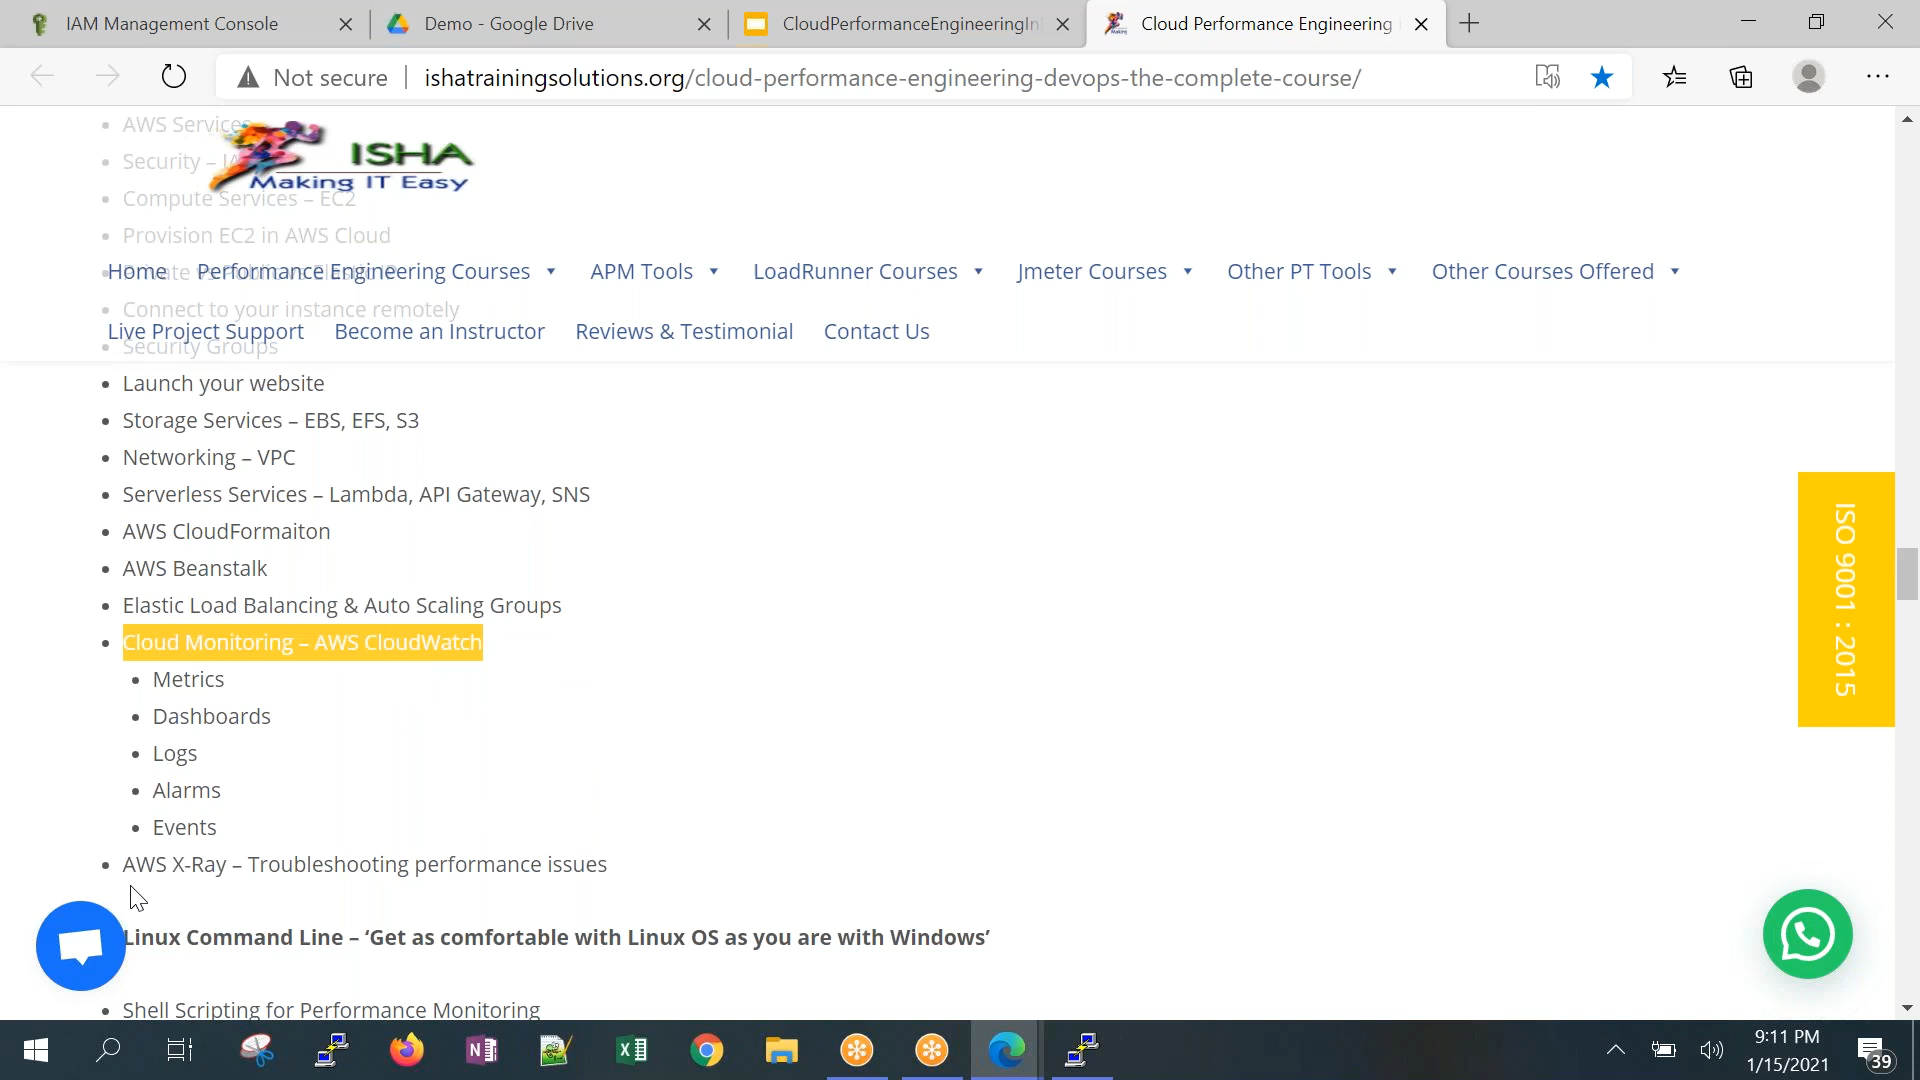 IAM Management Console
Demo - Google Drive
CloudPerformanceEngineeringIn
Cloud Performance Engineering
Not secure
ishatrainingsolutions.org/cloud-performance-engineering-devops-the-complete-course/
AWS Services
Security – IA
ISHA
Making IT Easy
Compute Services – EC2
Provision EC2 in AWS Cloud
Home
Performance Engineering Courses
APM Tools
LoadRunner Courses
Jmeter Courses
Other PT Tools
Other Courses Offered
Connect to your instance remotely
Live Project Support
Become an Instructor
Reviews & Testimonial
Contact Us
Security Groups
Launch your website
Storage Services – EBS, EFS, S3
Networking – VPC
Serverless Services – Lambda, API Gateway, SNS
AWS CloudFormaiton
AWS Beanstalk
Elastic Load Balancing & Auto Scaling Groups
Cloud Monitoring – AWS CloudWatch
Metrics
Dashboards
Logs
Alarms
Events
AWS X-Ray – Troubleshooting performance issues
Linux Command Line – ‘Get as comfortable with Linux OS as you are with Windows’
Shell Scripting for Performance Monitoring
ISO 9001 : 2015
9:11 PM
1/15/2021
39